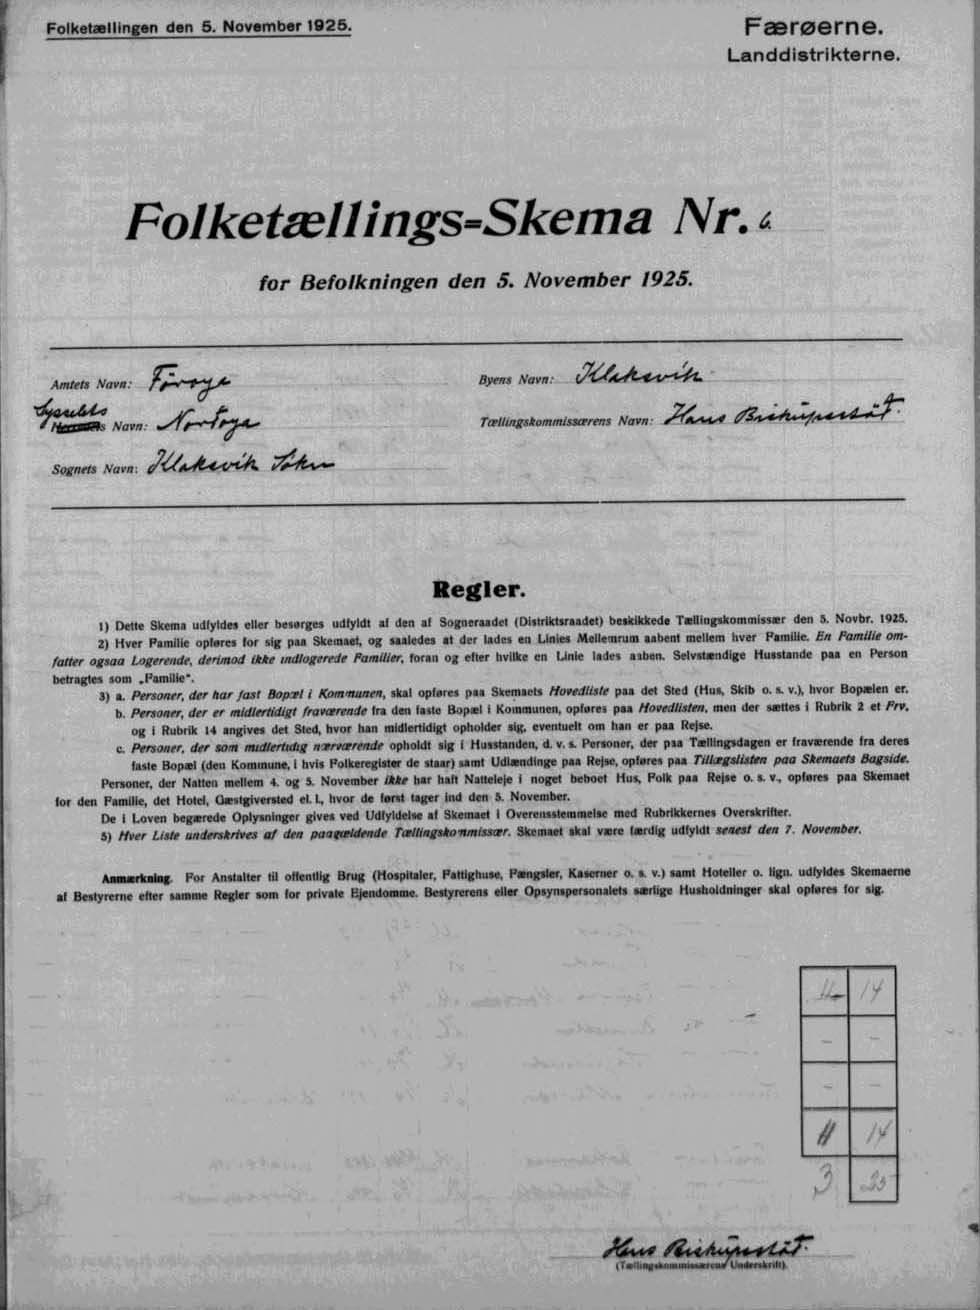 Folketællingen den 5. November 1925.
Færøerne.
Landdistrikterne.
Folketællings=Skema Nr. 6.
for Befolkningen den 5. November 1925.
Amtets Navn: Föroya
Byens Navn: Klaksvik
Sysselets
Herredets Navn: Nortoya
Tællingskommissærens Navn: Hans Biskupsstöt.
Sognets Navn: Klaksvik Sokn
Regler.
1) Dette Skema udfyldes eller besørges udfyldt af den af Sogneraadet (Distriktsraadet) beskikkede Tællingskommissær den 5. Novbr. 1925.
2) Hver Familie opføres for sig paa Skemaet, og saaledes at der lades en Linies Mellemrum aabent mellem hver Familie. En Familie om-
fatter ogsaa Logerende, derimod ikke indlogerede Familier, foran og efter hvilke en Linie lades aaben. Selvstændige Husstande paa en Person
betragtes som „Familie“.
3) a. Personer, der har fast Bopæl i Kommunen, skal opføres paa Skemaets Hovedliste paa det Sted (Hus, Skib o. s. v.), hvor Bopælen er.
b. Personer, der er midlertidigt fraværende fra den faste Bopæl i Kommunen, opføres paa Hovedlisten, men der sættes i Rubrik 2 et Frv,
og i Rubrik 14 angives det Sted, hvor han midlertidigt opholder sig, eventuelt om han er paa Rejse.
c. Personer, der som midlertidig nærværende opholdt sig i Husstanden, d. v. s. Personer, der paa Tællingsdagen er fraværende fra deres
faste Bopæl (den Kommune, i hvis Folkeregister de staar) samt Udlændinge paa Rejse, opføres paa Tillægslisten paa Skemaets Bagside.
Personer, der Natten mellem 4. og 5. November ikke har haft Natteleje i noget beboet Hus, Folk paa Rejse o. s. v., opføres paa Skemaet
for den Familie, det Hotel, Gæstgiversted el. l., hvor de først tager ind den 5. November.
De i Loven begærede Oplysninger gives ved Udfyldelse af Skemaet i Overensstemmelse med Rubrikkernes Overskrifter.
5) Hver Liste underskrives af den paagældende Tællingskommissær. Skemaet skal være færdig udfyldt senest den 7. November.
Anmærkning. For Anstalter til offentlig Brug (Hospitaler, Fattighuse, Fængsler, Kaserner o. s. v.) samt Hoteller o. lign. udfyldes Skemaerne
af Bestyrerne efter samme Regler som for private Ejendomme. Bestyrerens eller Opsynspersonalets særlige Husholdninger skal opføres for sig.
11 14
- -
- -
11 14
3 25
Hans Biskupsstöt.
(Tællingskommissærens Underskrift).